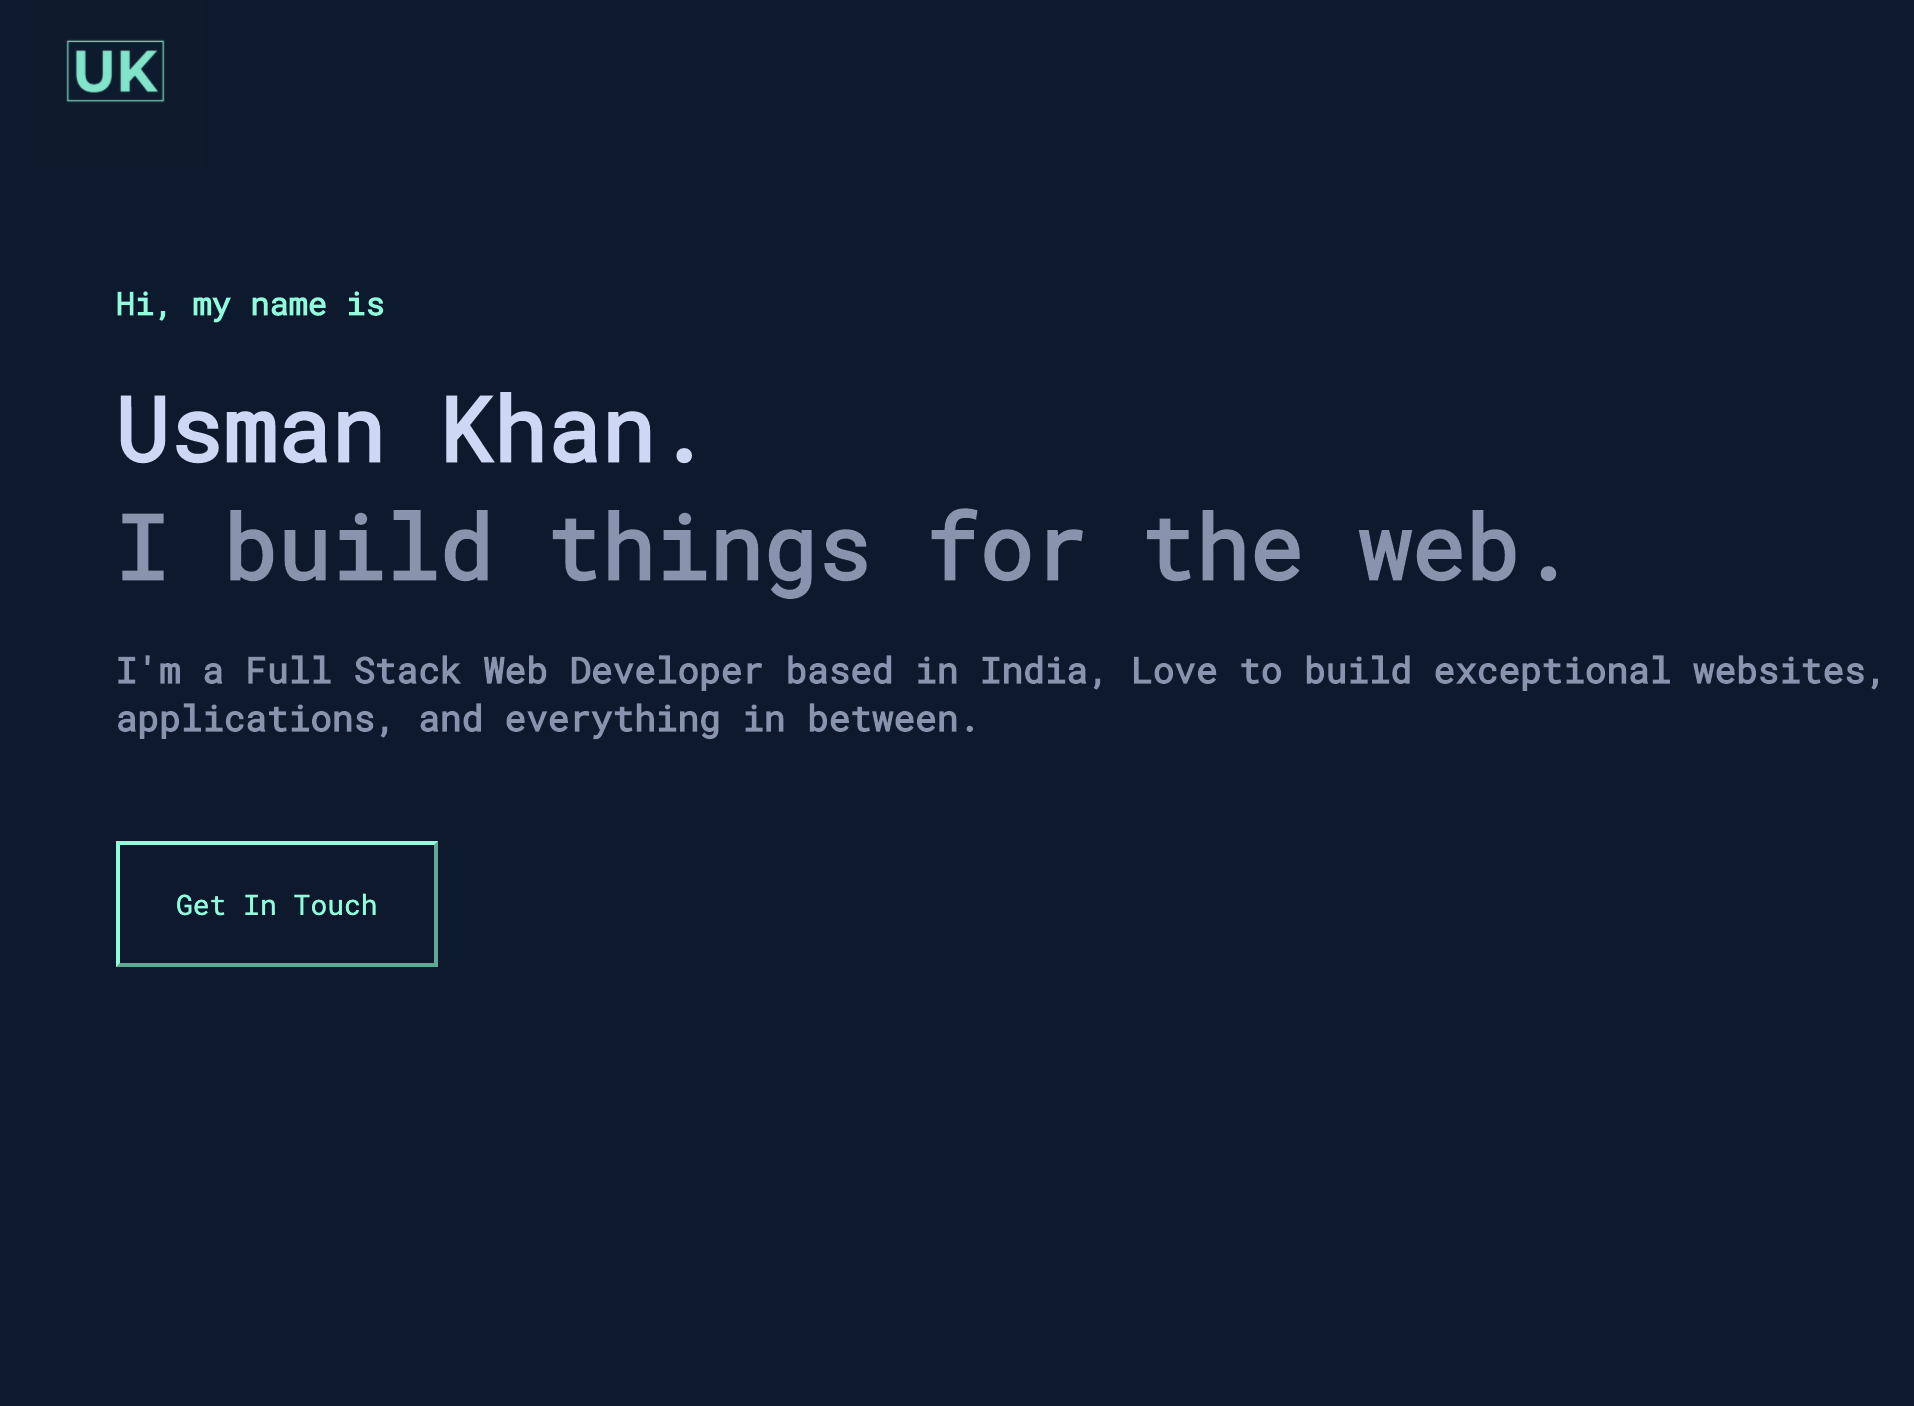 UK
Hi, my name is
Usman Khan.
I build things for the web.
I'm a Full Stack Web Developer based in India, Love to build exceptional websites,
applications, and everything in between.
Get In Touch